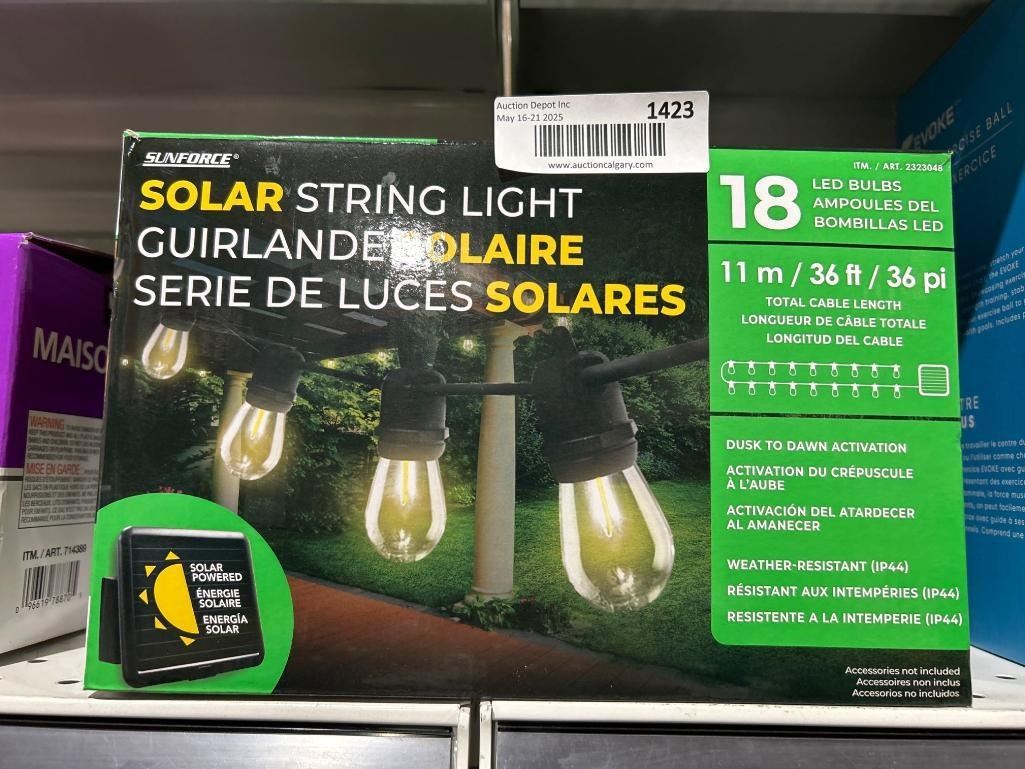 Auction Depot Inc
May 16-21 2025
1423
www.auctioncalgary.com
SUNFORCE®
SOLAR STRING LIGHT
GUIRLANDE SOLAIRE
SERIE DE LUCES SOLARES
ITM. / ART. 2323048
18
LED BULBS
AMPOULES DEL
BOMBILLAS LED
11 m / 36 ft / 36 pi
TOTAL CABLE LENGTH
LONGUEUR DE CÂBLE TOTALE
LONGITUD DEL CABLE
DUSK TO DAWN ACTIVATION
ACTIVATION DU CRÉPUSCULE
À L'AUBE
ACTIVACIÓN DEL ATARDECER
AL AMANECER
WEATHER-RESISTANT (IP44)
RÉSISTANT AUX INTEMPÉRIES (IP44)
RESISTENTE A LA INTEMPERIE (IP44)
Accessories not included
Accessoires non inclus
Accesorios no incluidos
SOLAR
POWERED
ÉNERGIE
SOLAIRE
ENERGÍA
SOLAR
MAISO
WARNING
MISE EN GARDE
ITM. / ART. 714389
EVOKE
CISE BALL
EXERCICE